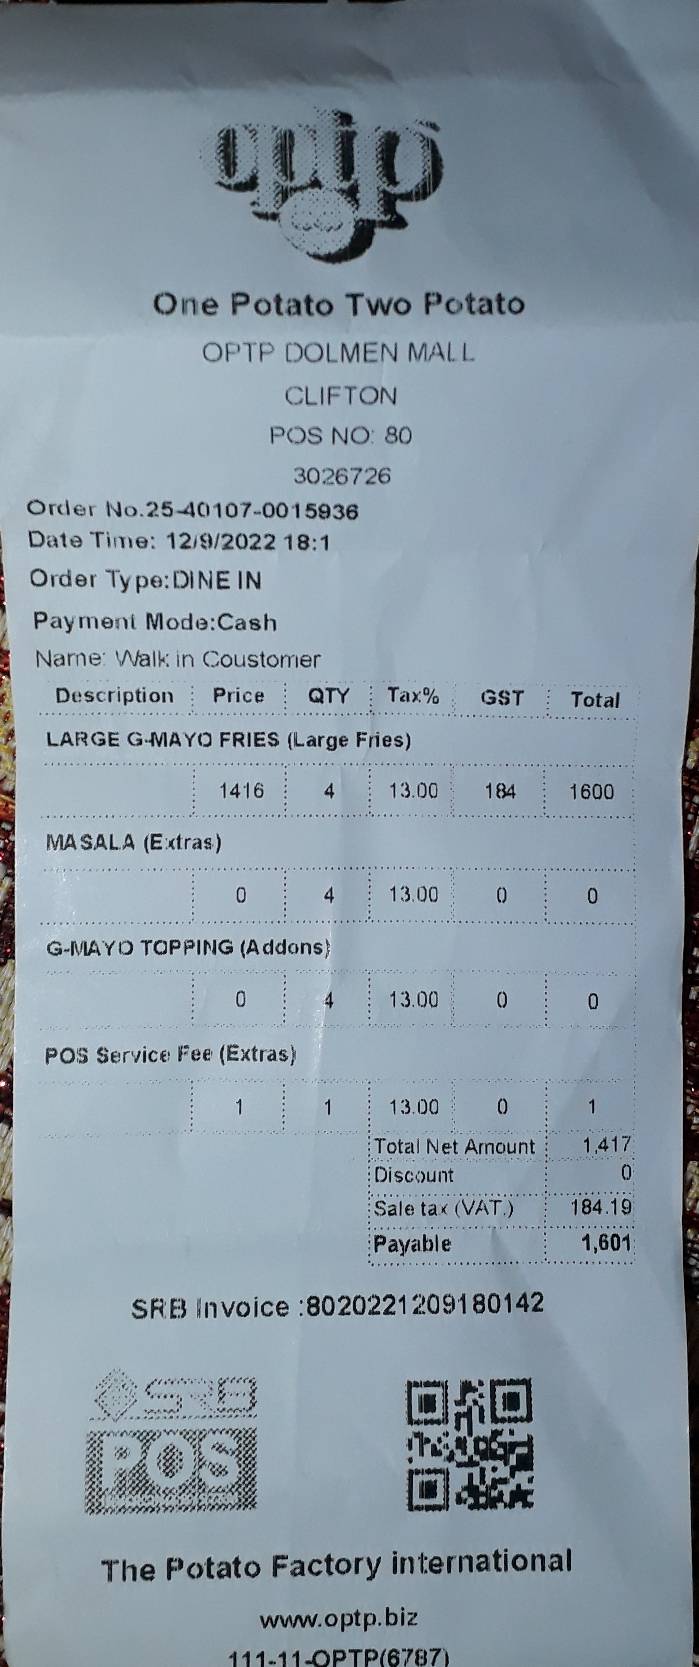 optp
One Potato Two Potato
OPTP DOLMEN MALL
CLIFTON
POS NO: 80
3026726
Order No.25-40107-0015936
Date Time: 12/9/2022 18:1
Order Type:DINE IN
Payment Mode:Cash
Name: Walk in Coustomer
Description Price QTY Tax% GST Total
LARGE G-MAYO FRIES (Large Fries)
1416 4 13.00 184 1600
MASALA (Extras)
0 4 13.00 0 0
G-MAYO TOPPING (Addons)
0 4 13.00 0 0
POS Service Fee (Extras)
1 1 13.00 0 1
Total Net Amount 1,417
Discount 0
Sale tax (VAT.) 184.19
Payable 1,601
SRB Invoice :8020221209180142
SRB
POS
The Potato Factory international
www.optp.biz
111-11-OPTP(6787)